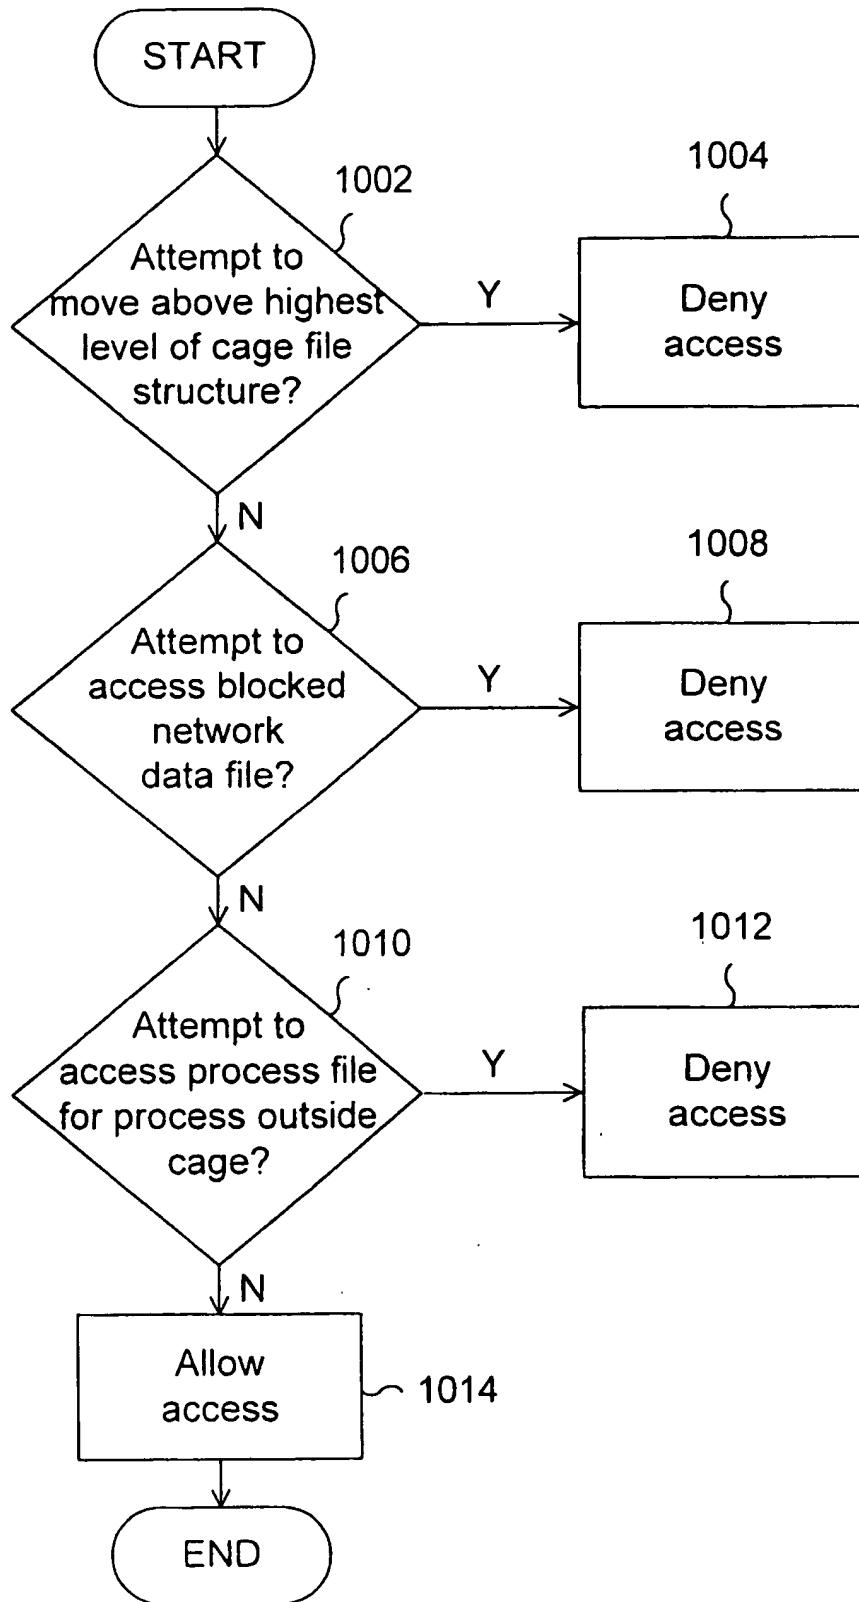 START
1002
Attempt to
move above highest
level of cage file
structure?
Y
1004
Deny
access
N
1006
Attempt to
access blocked
network
data file?
Y
1008
Deny
access
N
1010
Attempt to
access process file
for process outside
cage?
Y
1012
Deny
access
N
Allow
access
1014
END